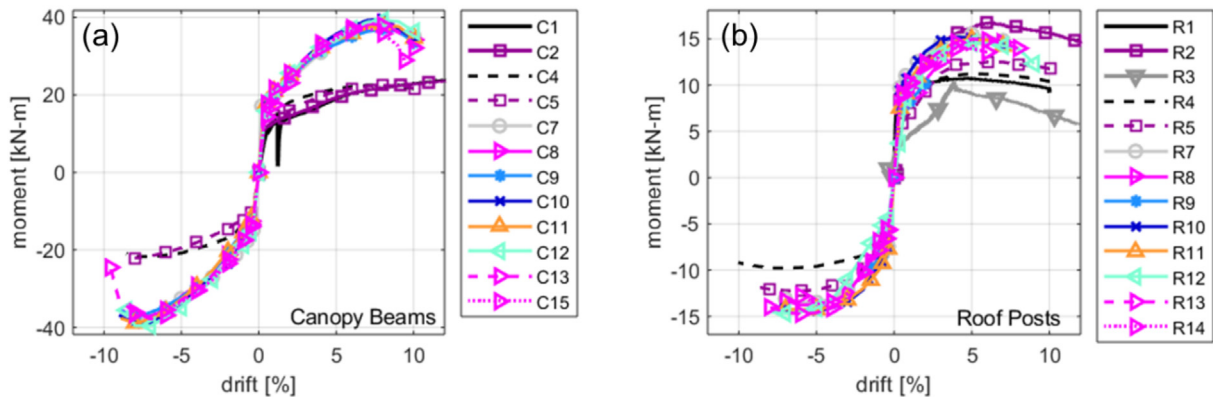 (a)
moment [kN-m]
40
20
0
-20
-40
-10
-5
0
5
10
drift [%]
Canopy Beams
C1
C2
C4
C5
C7
C8
C9
C10
C11
C12
C13
C15
(b)
moment [kN-m]
15
10
5
0
-5
-10
-15
-10
-5
0
5
10
drift [%]
Roof Posts
R1
R2
R3
R4
R5
R7
R8
R9
R10
R11
R12
R13
R14